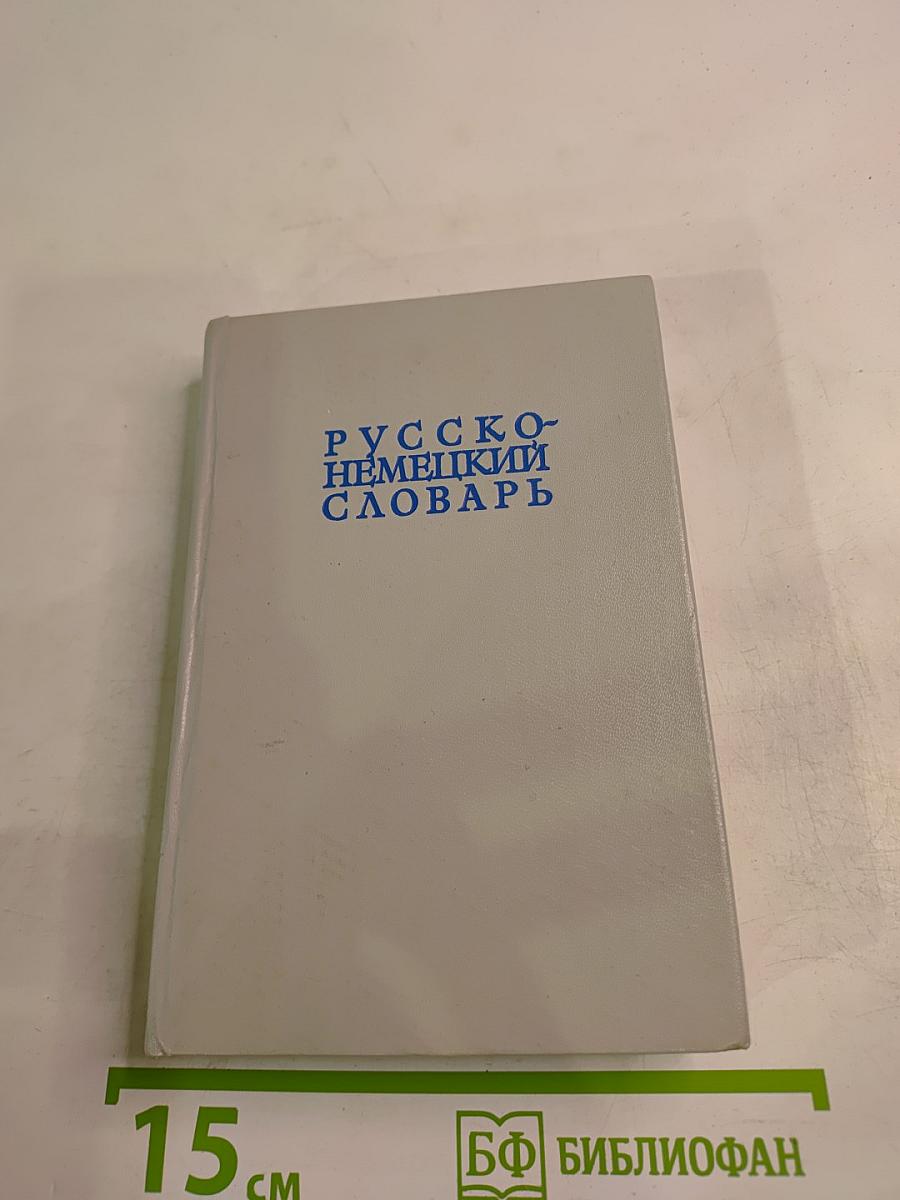 РУССКО-
НЕМЕЦКИЙ
СЛОВАРЬ
15 см
БФ БИБЛИОФАН